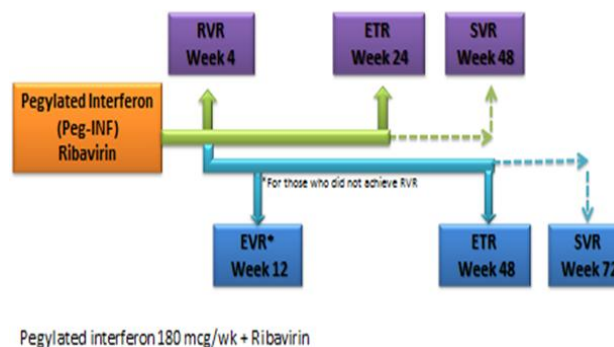 RVR
Week 4
ETR
Week 24
SVR
Week 48
Pegylated Interferon
(Peg-INF)
Ribavirin
*For those who did not achieve RVR
EVR*
Week 12
ETR
Week 48
SVR
Week 72
Pegylated interferon 180 mcg/wk + Ribavirin